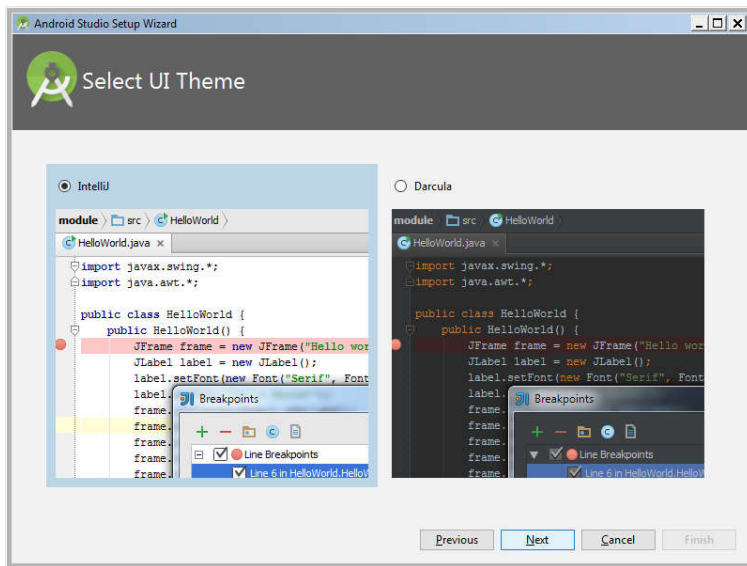 Android Studio Setup Wizard
Select UI Theme
IntelliJ
module src HelloWorld
HelloWorld.java ×
import javax.swing.*;
import java.awt.*;
public class HelloWorld {
public HelloWorld() {
JFrame frame = new JFrame("Hello wor
JLabel label = new JLabel();
label.setFont(new Font("Serif", Font
label.
frame.
frame.
frame.
frame.
frame.
Breakpoints
Line Breakpoints
Line 6 in HelloWorld.HelloW
Darcula
module src HelloWorld
HelloWorld.java ×
import javax.swing.*;
import java.awt.*;
public class HelloWorld {
public HelloWorld() {
JFrame frame = new JFrame("Hello wor
JLabel label = new JLabel();
label.setFont(new Font("Serif", Font
label.
frame.
frame.
frame.
frame.
frame.
Breakpoints
Line Breakpoints
Line 6 in HelloWorld.HelloW
Previous Next Cancel Finish